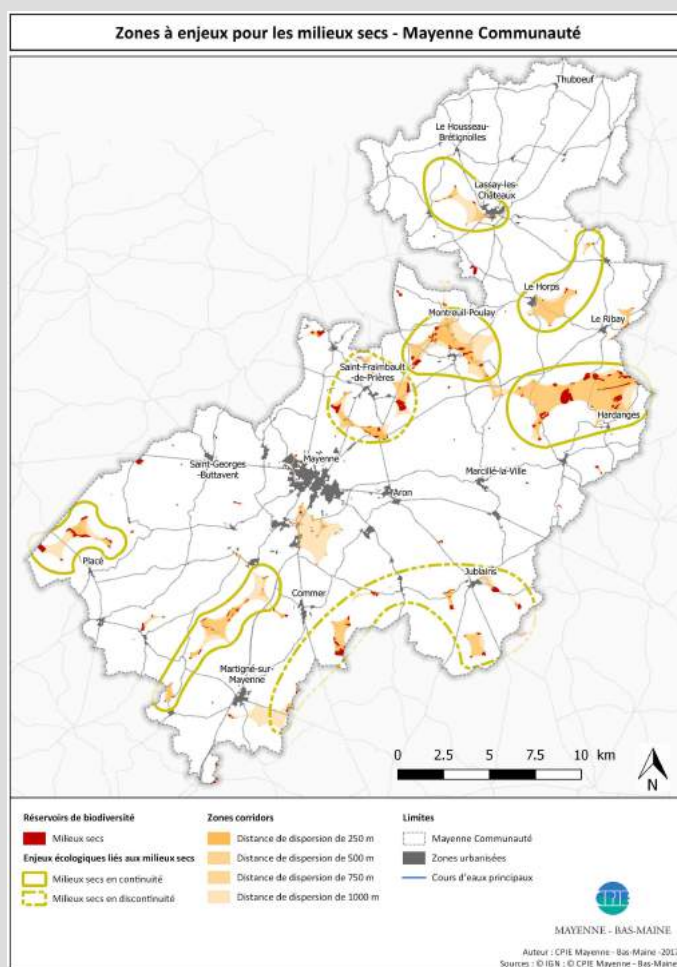 Zones à enjeux pour les milieux secs - Mayenne Communauté
Thuboeuf
Le Housseau-
Brétignolles
Lassay-les-
Châteaux
Le Horps
Montreuil-Poulay
Le Ribay
Saint-Fraimbault
-de-Prières
Hardanges
Mayenne
Saint-Georges-
Buttavent
Marcillé-la-Ville
Aron
Placé
Jublains
Commer
Martigné-sur-
Mayenne
0 2.5 5 7.5 10 km
N
Réservoirs de biodiversité
Milieux secs
Enjeux écologiques liés aux milieux secs
Milieux secs en continuité
Milieux secs en discontinuité
Zones corridors
Distance de dispersion de 250 m
Distance de dispersion de 500 m
Distance de dispersion de 750 m
Distance de dispersion de 1000 m
Limites
Mayenne Communauté
Zones urbanisées
Cours d'eaux principaux
CPIE
MAYENNE - BAS-MAINE
Auteur : CPIE Mayenne - Bas-Maine -2017
Sources : © IGN : © CPIE Mayenne - Bas-Maine